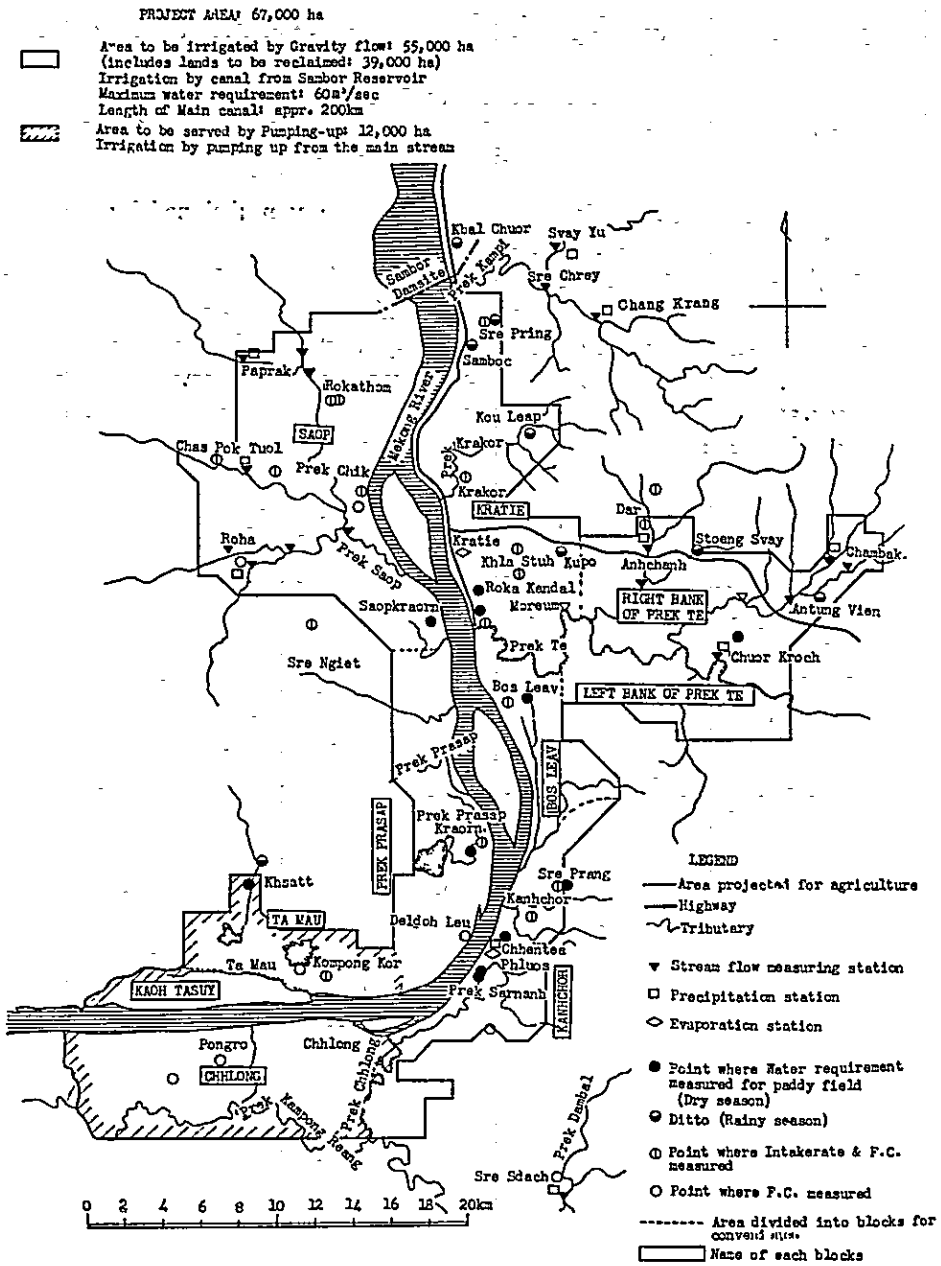 PROJECT AREA: 67,000 ha
Area to be irrigated by Gravity flow: 55,000 ha
(includes lands to be reclaimed: 39,000 ha)
Irrigation by canal from Sambor Reservoir
Maximum water requirement: 60m³/sec
Length of Main canal: appr. 200km
Area to be served by Pumping-up: 12,000 ha
Irrigation by pumping up from the main stream
Kbal Chuor
Svay Yu
Sambor
Damsite
Prek Kampi
Sre Chrey
Chang Krang
Sre Pring
Samboc
Paprak
Rokathom
Mekong River
Kou Leap
SAOP
Chas Pok Tuol
Prek Chik
Prek
Krakor
Krakor
KRATIE
Dar
Roha
Kratie
Stoeng Svay
Chambak.
Prek Saop
Khla Stuh
Kupo
Anhchanh
Roka Kandal
RIGHT BANK
OF PREK TE
Antung Vien
Saopkraorn
Moreum
Prek Te
Chuor Kroch
Sre Ngiet
Bos Leav
LEFT BANK OF PREK TE
Prek Prasap
BOS LEAV
PREK PRASAP
Prek Prasap
Kraorn
Khsatt
Sre Prang
Kanhchor
TA MAU
Deldoh Leu
Chhentea
Ta Mau
Kompong Kor
Phluos
KAOH TASUY
Prek Sarnanh
KANHCHOR
Chhlong
Pongro
CHHLONG
Prek Chhlong
Prek Kampong Reang
Prek Dambal
Sre Sdach
0 2 4 6 8 10 12 14 16 18 20km
LEGEND
Area projected for agriculture
Highway
Tributary
Stream flow measuring station
Precipitation station
Evaporation station
Point where Water requirement
measured for paddy field
(Dry season)
Ditto (Rainy season)
Point where Intakerate & F.C.
measured
Point where F.C. measured
Area divided into blocks for
Name of each blocks